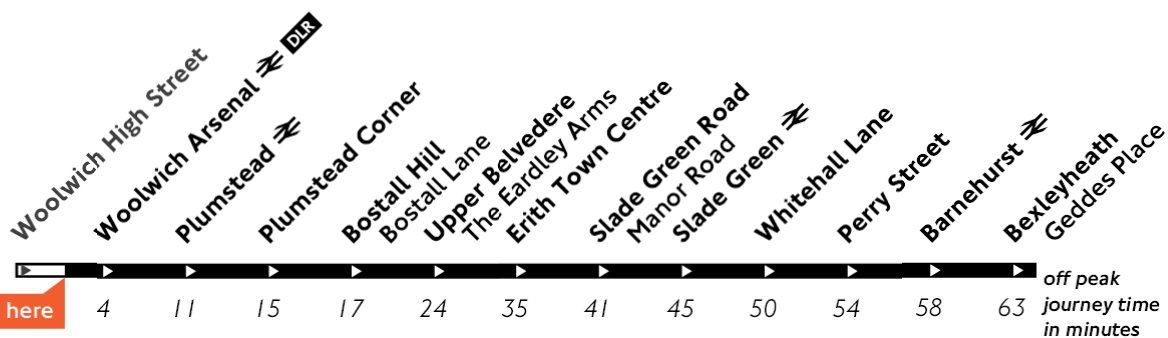 Woolwich High Street
Woolwich Arsenal DLR
Plumstead
Plumstead Corner
Bostall Hill
Bostall Lane
Upper Belvedere
The Eardley Arms
Erith Town Centre
Slade Green Road
Manor Road
Slade Green
Whitehall Lane
Perry Street
Barnehurst
Bexleyheath
Geddes Place
here 4 11 15 17 24 35 41 45 50 54 58 63
off peak
journey time
in minutes